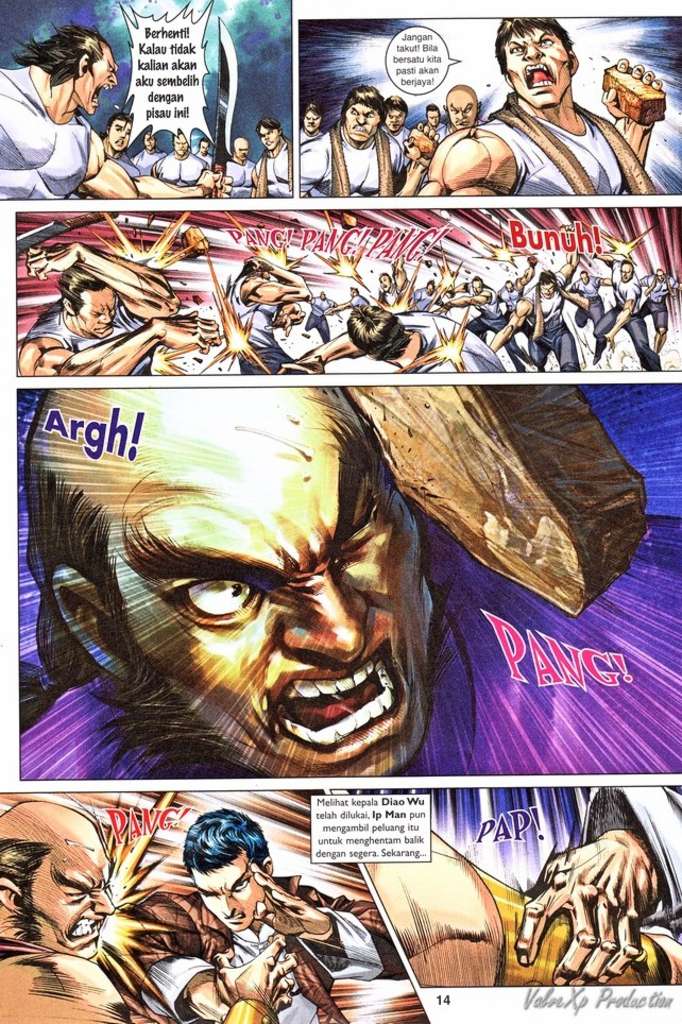 Berhenti!
Kalau tidak
kalian akan
aku sembelih
dengan
pisau ini!
Jangan
takut! Bila
bersatu kita
pasti akan
berjaya!
PANG! PANG! PANG!
Bunuh!
Argh!
PANG!
PANG!
Melihat kepala Diao Wu
telah dilukai, Ip Man pun
mengambil peluang itu
untuk menghentam balik
dengan segera. Sekarang...
PAP!
14
ValorXp Production